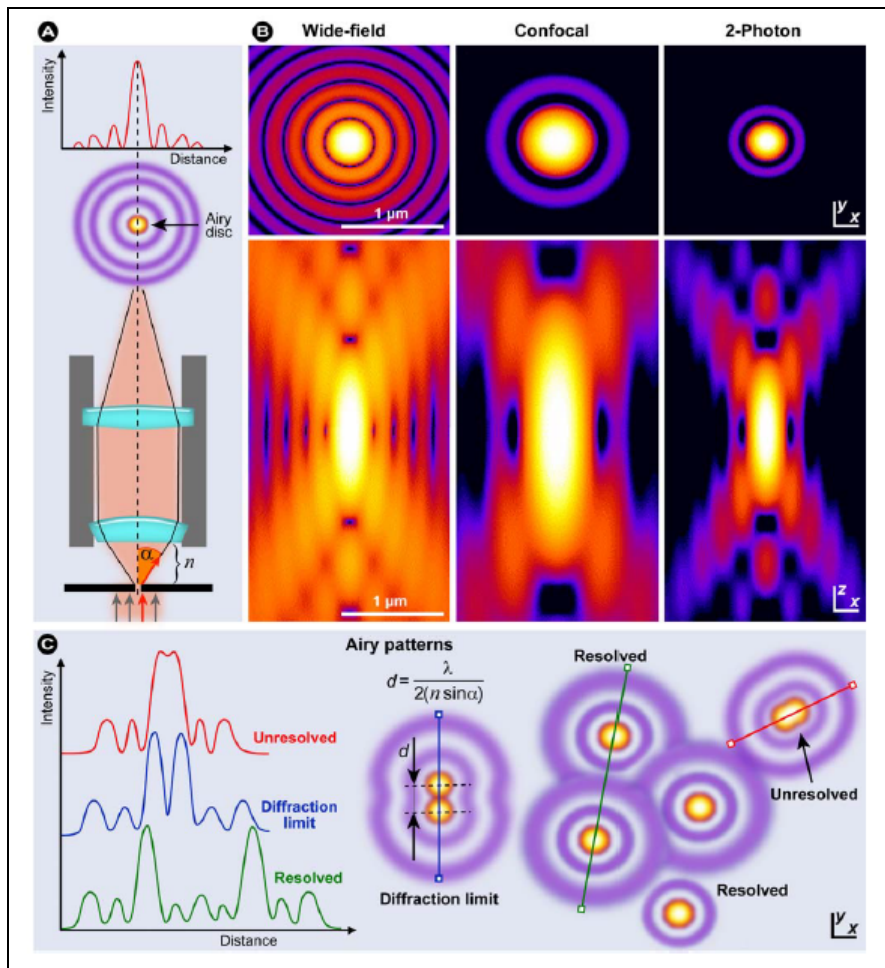 A
Intensity
Distance
Airy
disc
α
n
B
Wide-field
Confocal
2-Photon
1 µm
y
x
1 µm
z
x
C
Intensity
Unresolved
Diffraction
limit
Resolved
Distance
Airy patterns
d = λ / 2(n sinα)
d
Diffraction limit
Resolved
Unresolved
Resolved
y
x